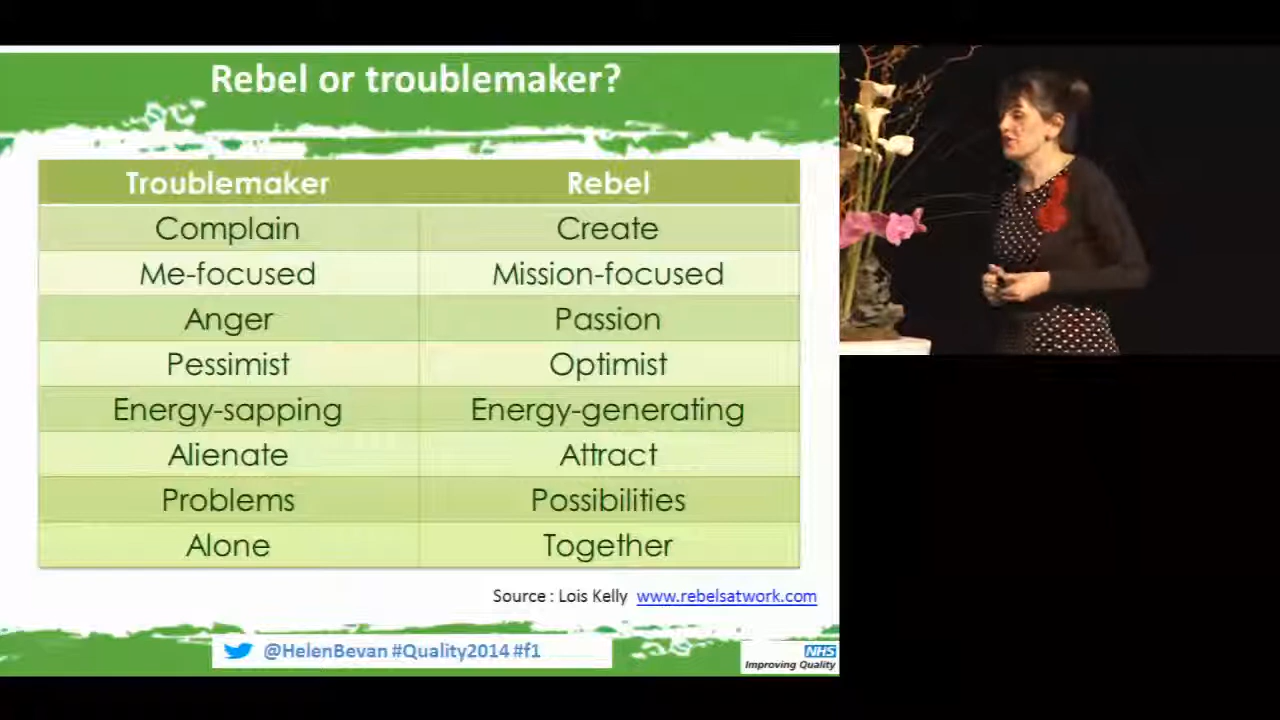 Rebel or troublemaker?
Troublemaker Rebel
Complain Create
Me-focused Mission-focused
Anger Passion
Pessimist Optimist
Energy-sapping Energy-generating
Alienate Attract
Problems Possibilities
Alone Together
Source : Lois Kelly www.rebelsatwork.com
@HelenBevan #Quality2014 #f1
NHS
Improving Quality